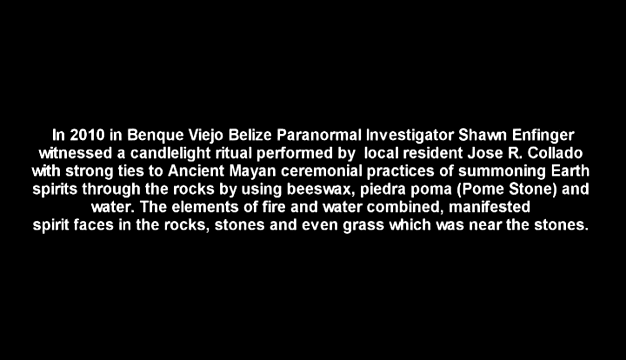 In 2010 in Benque Viejo Belize Paranormal Investigator Shawn Enfinger
witnessed a candlelight ritual performed by  local resident Jose R. Collado
with strong ties to Ancient Mayan ceremonial practices of summoning Earth
spirits through the rocks by using beeswax, piedra poma (Pome Stone) and
water. The elements of fire and water combined, manifested
spirit faces in the rocks, stones and even grass which was near the stones.